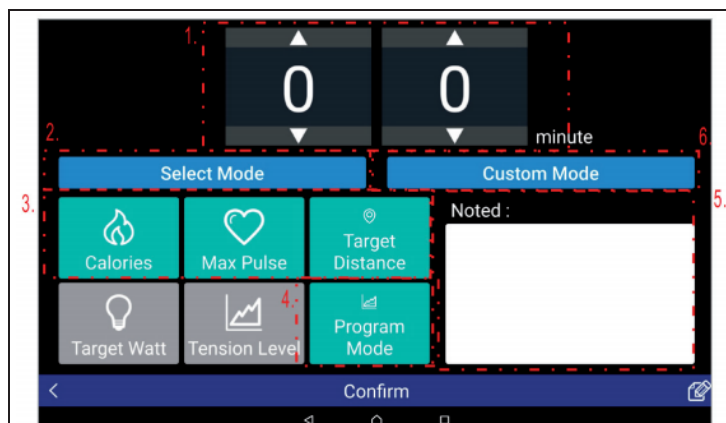 1.
0 0
minute
2.
6.
Select Mode Custom Mode
3.
5.
Noted :
Calories Max Pulse Target
Distance
4.
Target Watt Tension Level Program
Mode
Confirm